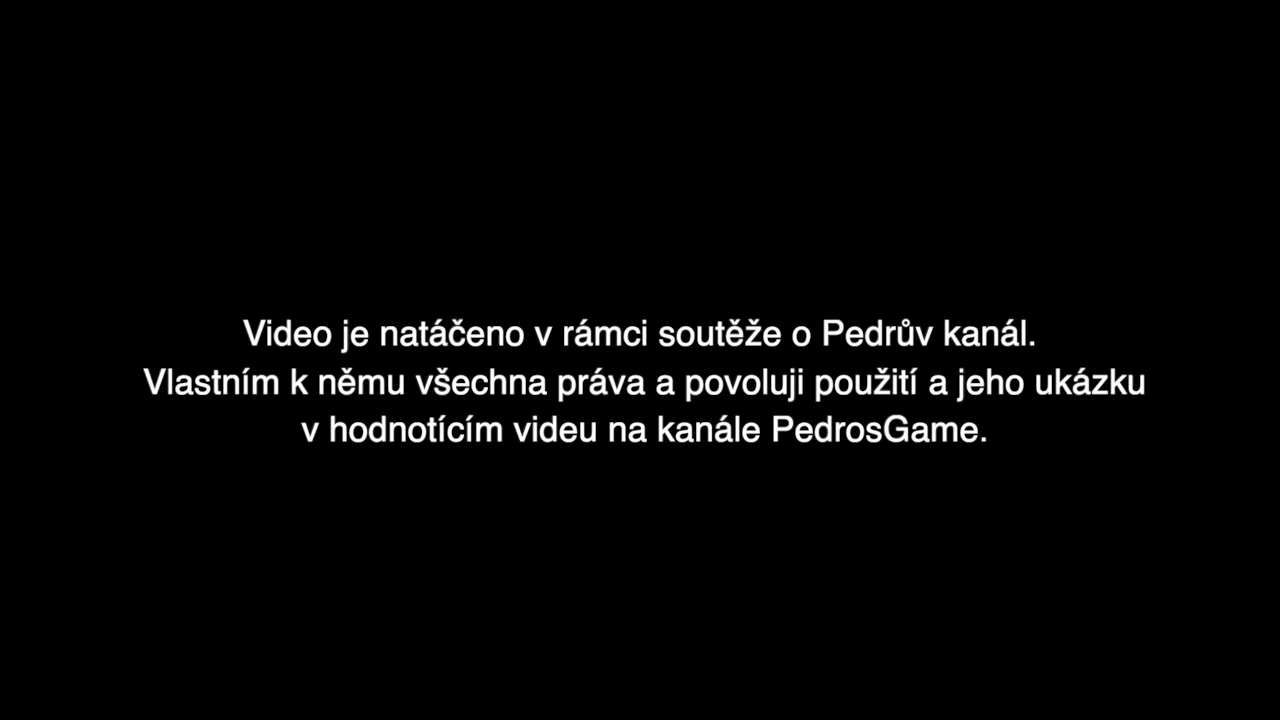 Video je natáčeno v rámci soutěže o Pedrův kanál.
Vlastním k němu všechna práva a povoluji použití a jeho ukázku
v hodnotícím videu na kanále PedrosGame.